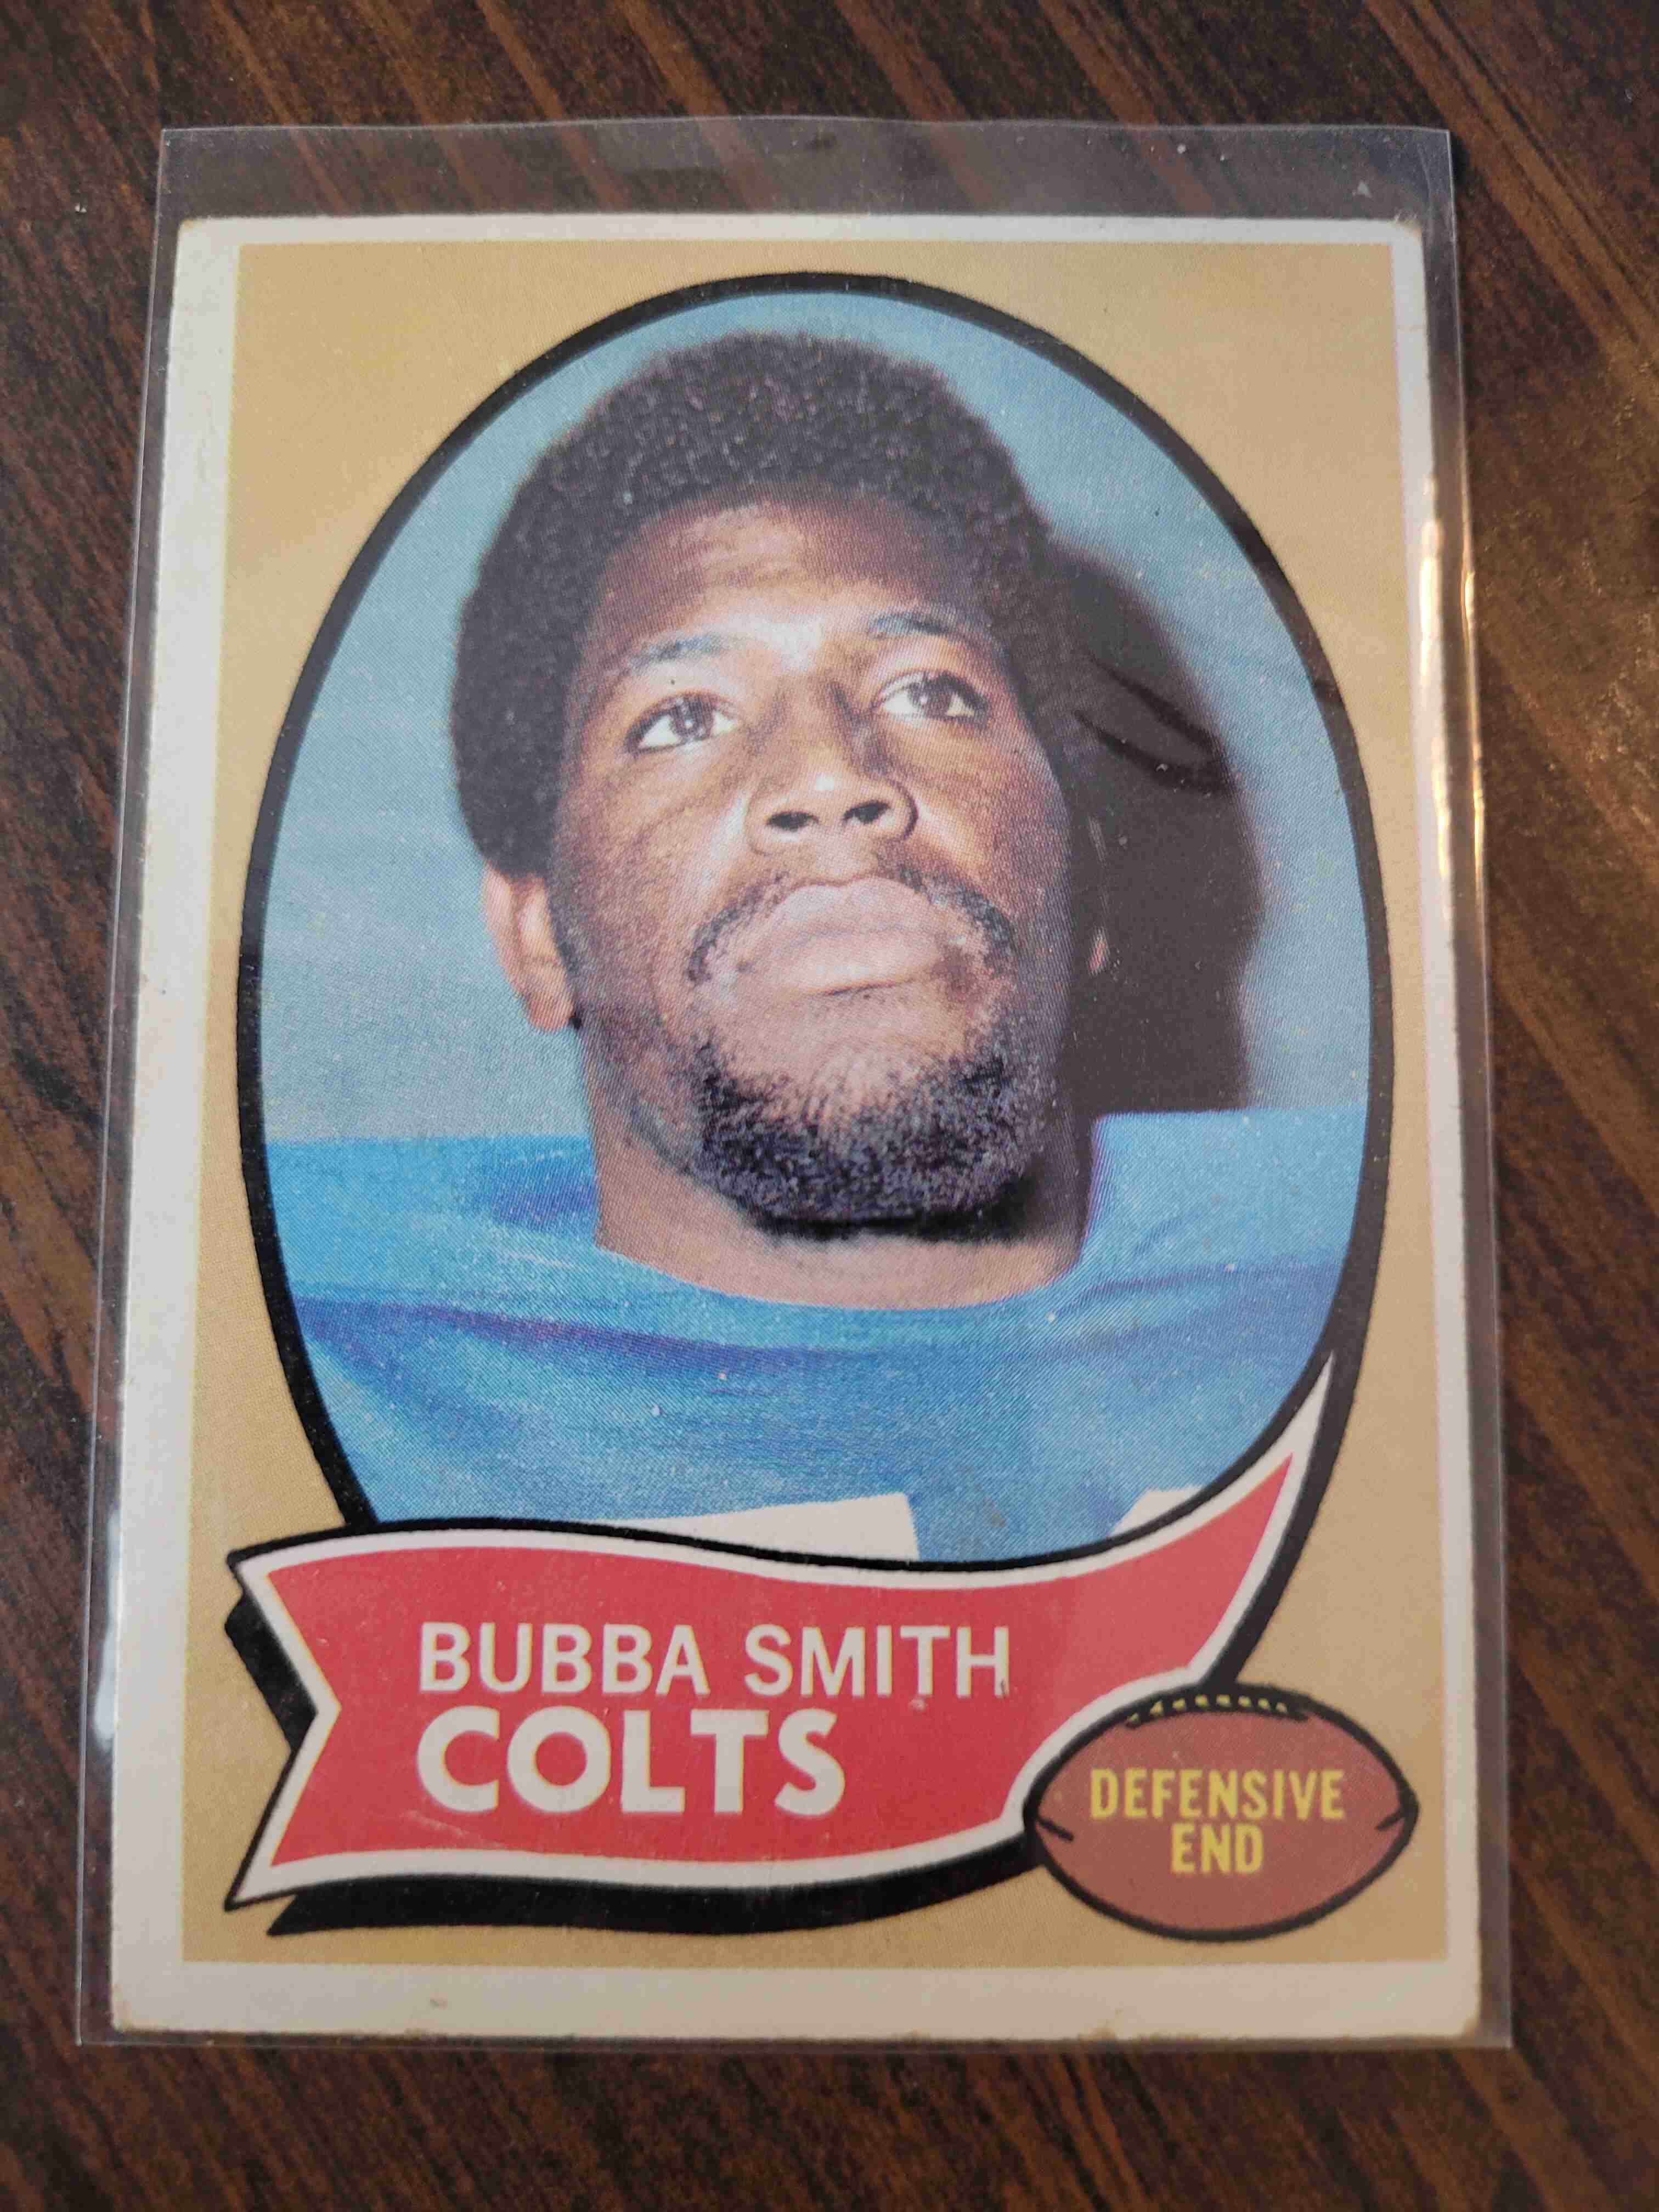 BUBBA SMITH
COLTS
DEFENSIVE
END